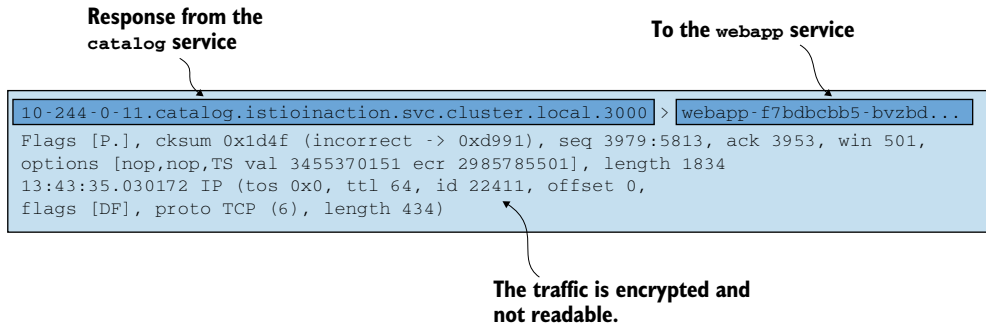 Response from the
catalog service
To the webapp service
10-244-0-11.catalog.istioinaction.svc.cluster.local.3000 > webapp-f7bdbcbb5-bvzbd...
Flags [P.], cksum 0x1d4f (incorrect -> 0xd991), seq 3979:5813, ack 3953, win 501,
options [nop,nop,TS val 3455370151 ecr 2985785501], length 1834
13:43:35.030172 IP (tos 0x0, ttl 64, id 22411, offset 0,
flags [DF], proto TCP (6), length 434)
The traffic is encrypted and
not readable.